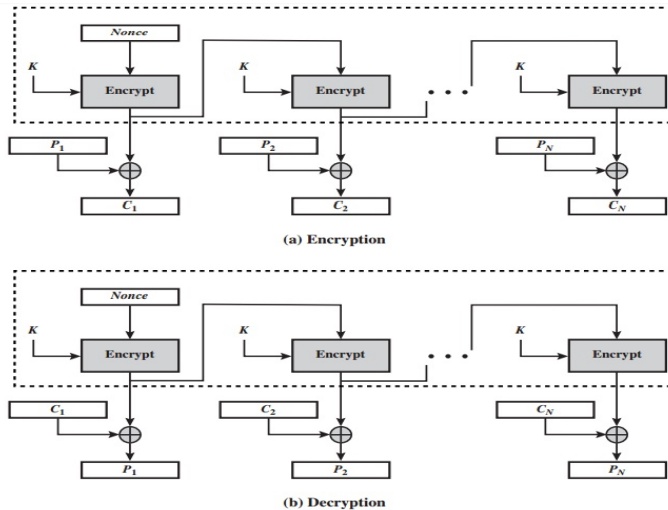 Nonce
K K K
Encrypt Encrypt • • • Encrypt
P1 P2 PN
C1 C2 CN
(a) Encryption
Nonce
K K K
Encrypt Encrypt • • • Encrypt
C1 C2 CN
P1 P2 PN
(b) Decryption